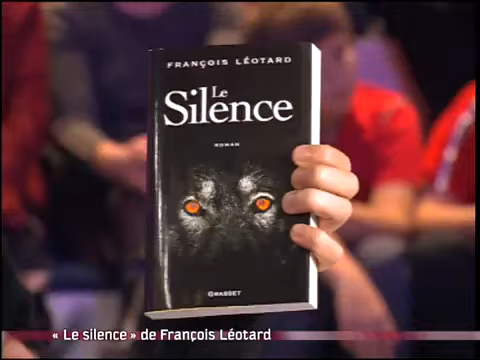 FRANÇOIS LÉOTARD
Le
Silence
ROMAN
GRASSET
« Le silence » de François Léotard